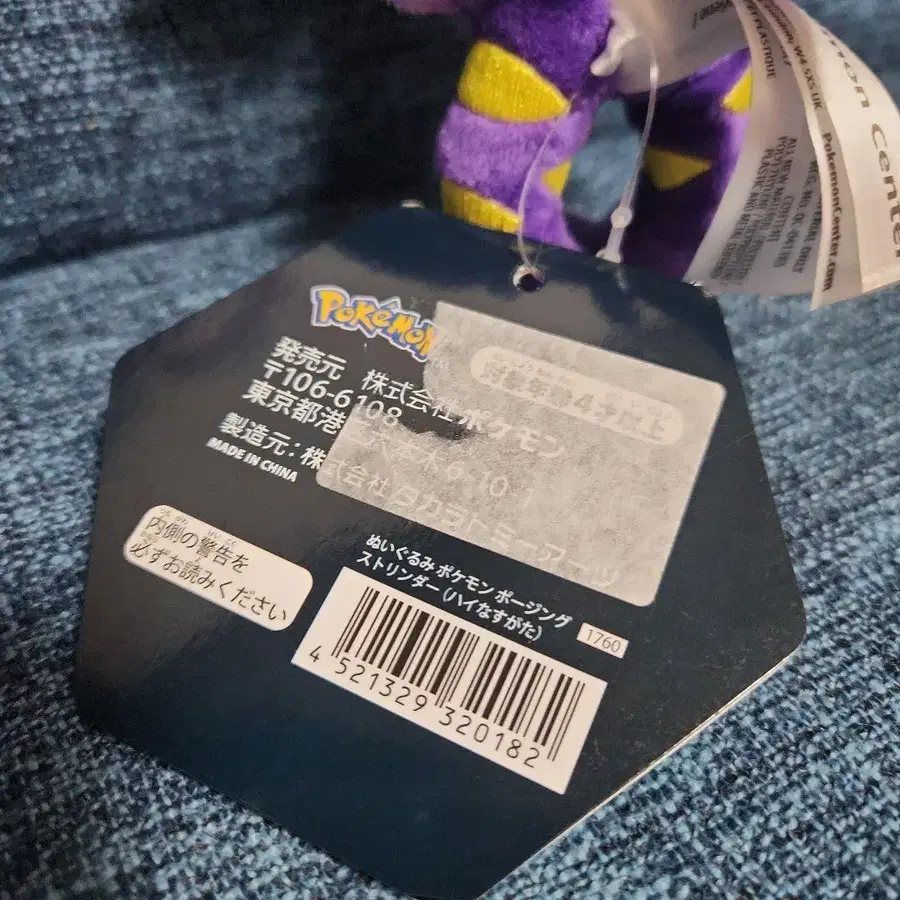 Pokémon
対象年齢4才以上
発売元 株式会社ポケモン
〒106-6108
東京都港区六本木6-10-1
製造元：株式会社タカラトミーアーツ
MADE IN CHINA
内側の警告を
必ずお読みください
ぬいぐるみ ポケモン ポージング
ストリンダー（ハイなすがた）
1760
4 521329 320182
PokemonCenter.com
W4 5XS UK
PLASTIQUE